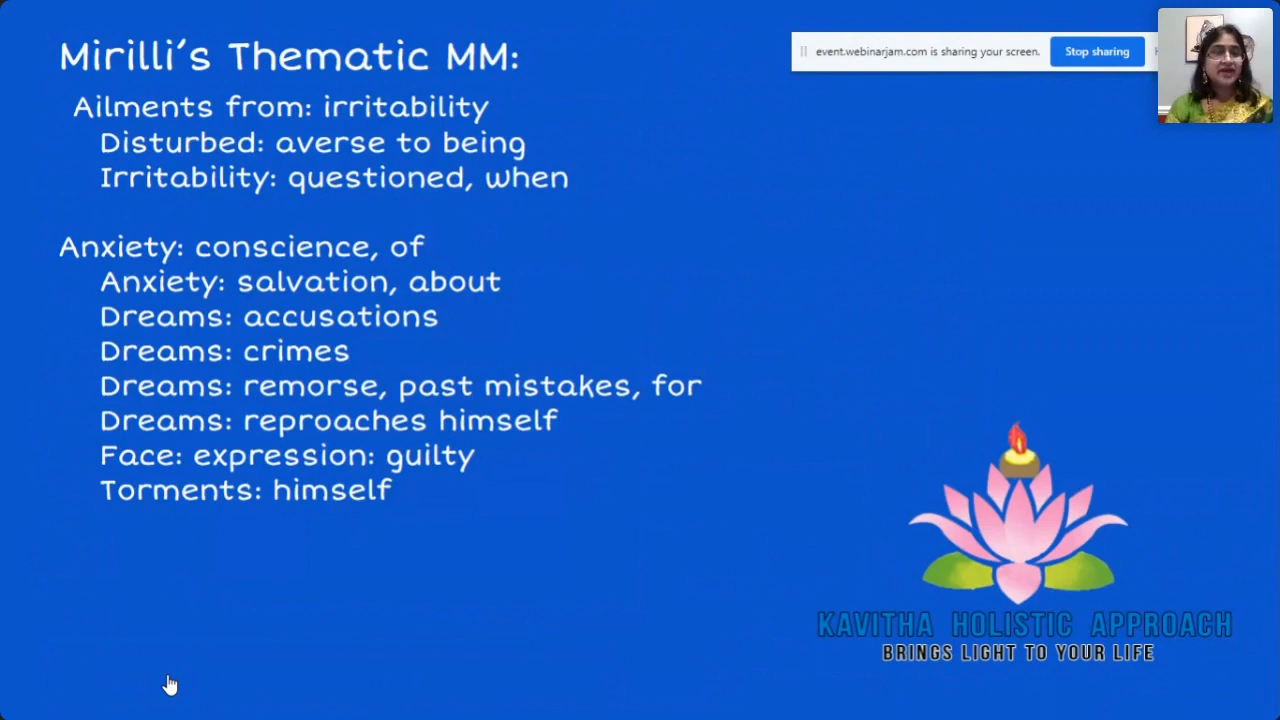 Mirilli's Thematic MM:
event.webinarjam.com is sharing your screen.
Stop sharing
Ailments from: irritability
Disturbed: averse to being
Irritability: questioned, when
Anxiety: conscience, of
Anxiety: salvation, about
Dreams: accusations
Dreams: crimes
Dreams: remorse, past mistakes, for
Dreams: reproaches himself
Face: expression: guilty
Torments: himself
KAVITHA HOLISTIC APPROACH
BRINGS LIGHT TO YOUR LIFE